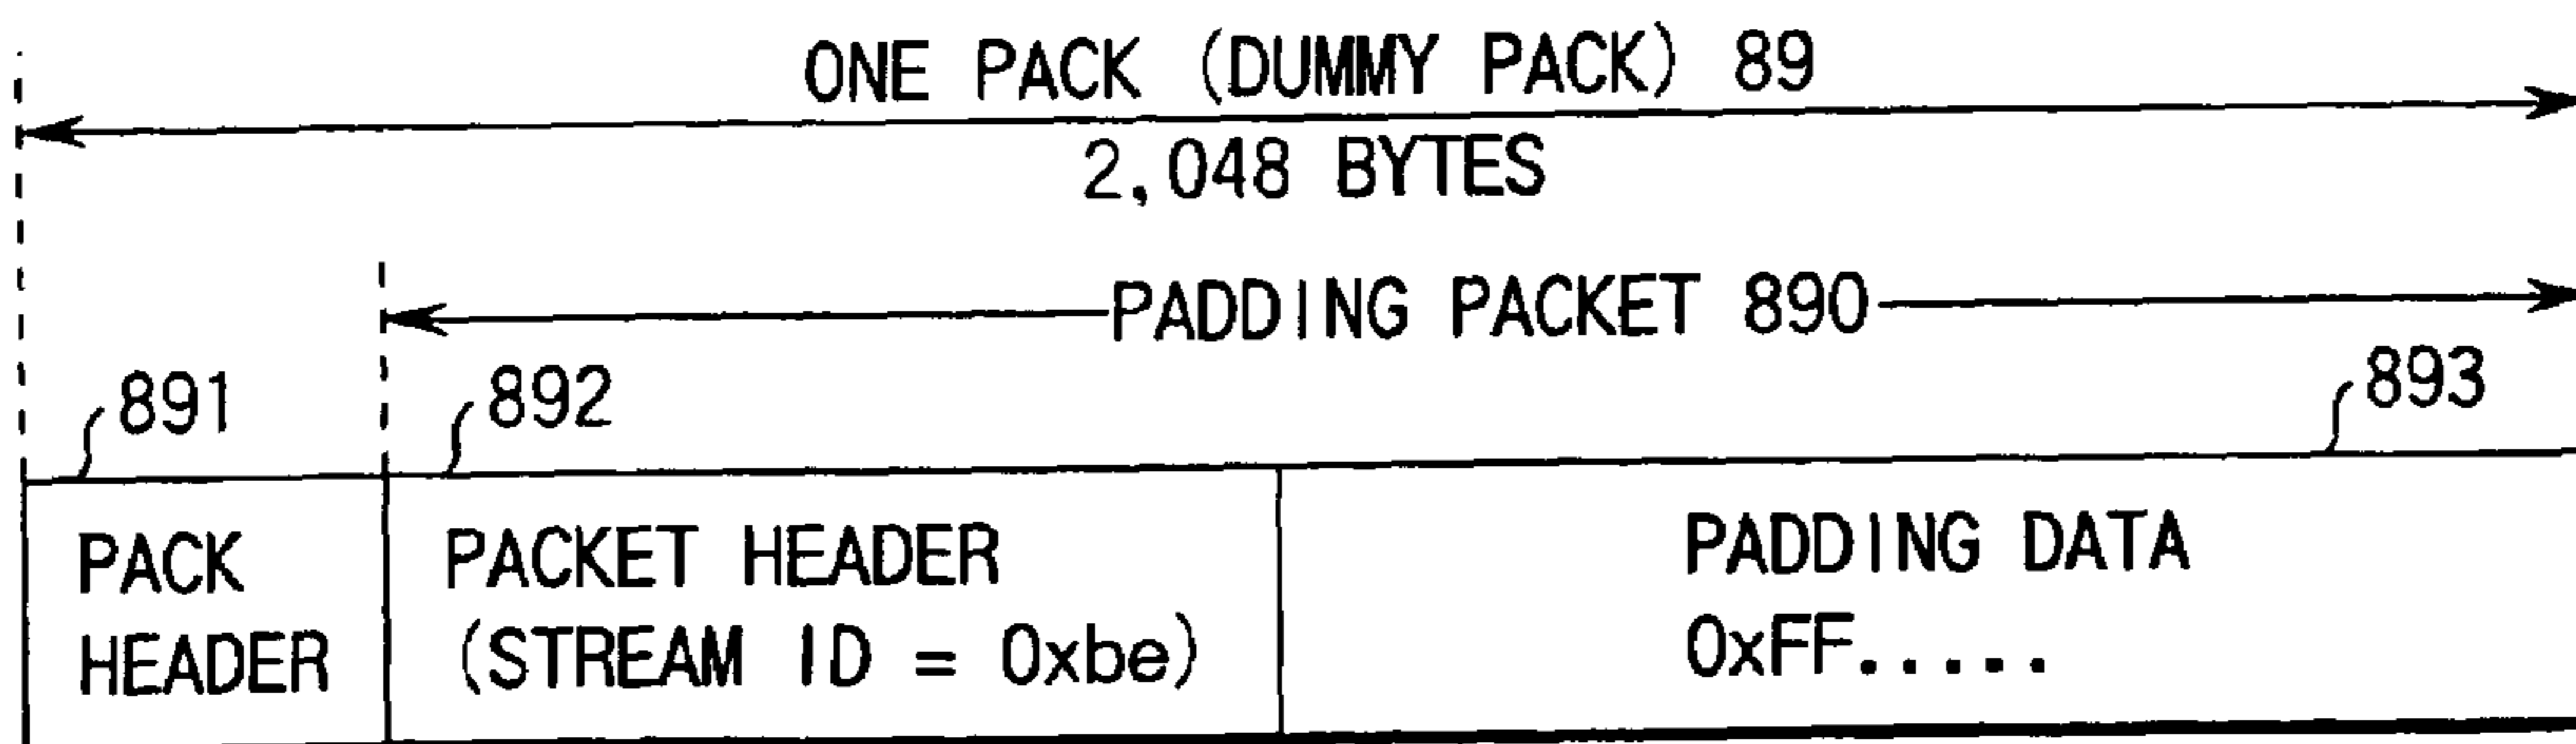 ONE PACK (DUMMY PACK) 89
2,048 BYTES
PADDING PACKET 890
891
892
893
PACK
HEADER
PACKET HEADER
(STREAM ID = 0xbe)
PADDING DATA
0xFF.....